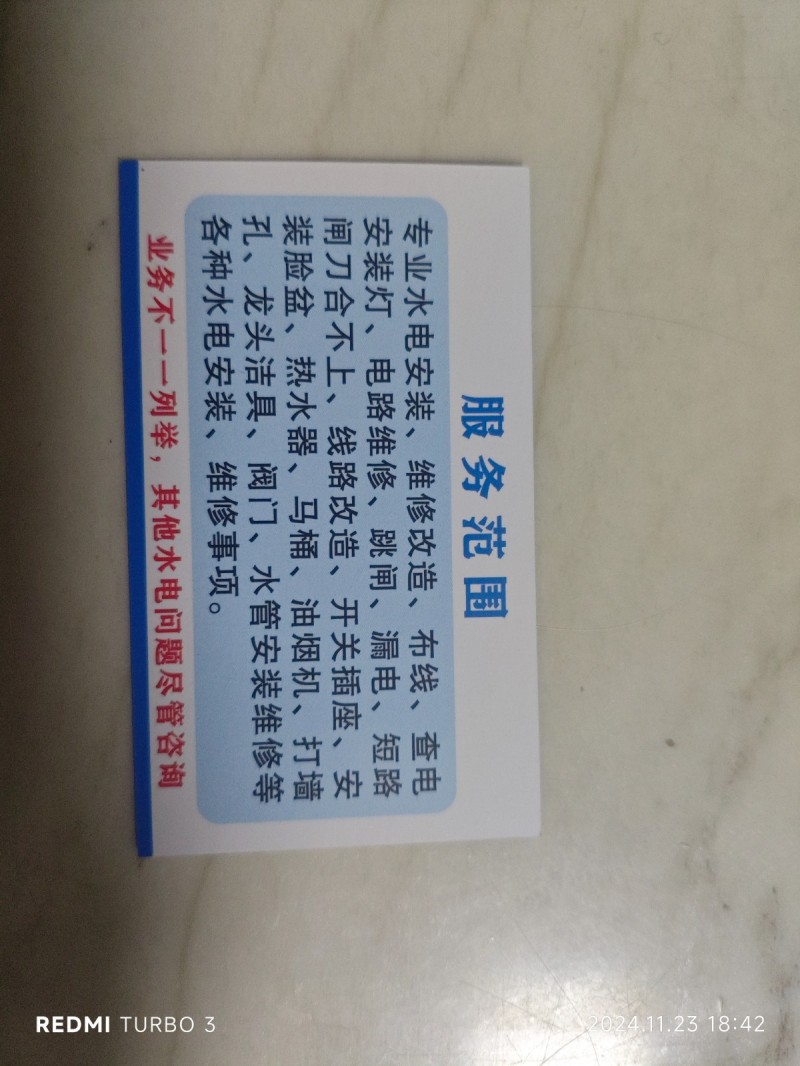 服务范围
专业水电安装、维修改造、布线、查电
安装灯、电路维修、跳闸、漏电、短路
闸刀合不上、线路改造、开关插座、安
装脸盆、热水器、马桶、油烟机、打墙
孔、龙头洁具、阀门、水管安装维修等
各种水电安装、维修事项。
业务不一一列举，其他水电问题尽管咨询
REDMI TURBO 3
2024.11.23 18:42